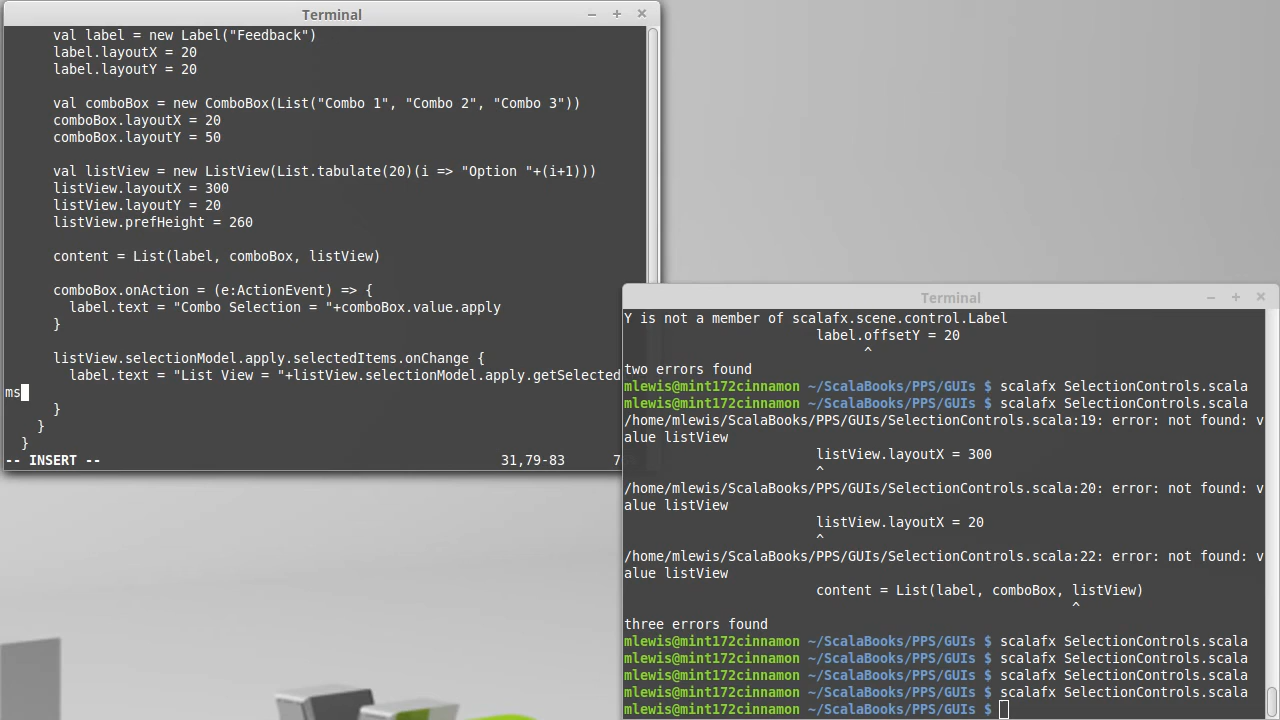 Terminal
val label = new Label("Feedback")
label.layoutX = 20
label.layoutY = 20
val comboBox = new ComboBox(List("Combo 1", "Combo 2", "Combo 3"))
comboBox.layoutX = 20
comboBox.layoutY = 50
val listView = new ListView(List.tabulate(20)(i => "Option "+(i+1)))
listView.layoutX = 300
listView.layoutY = 20
listView.prefHeight = 260
content = List(label, comboBox, listView)
comboBox.onAction = (e:ActionEvent) => {
label.text = "Combo Selection = "+comboBox.value.apply
}
listView.selectionModel.apply.selectedItems.onChange {
label.text = "List View = "+listView.selectionModel.apply.getSelected
ms
}
}
}
-- INSERT -- 31,79-83 7
Terminal
Y is not a member of scalafx.scene.control.Label
label.offsetY = 20
^
two errors found
mlewis@mint172cinnamon ~/ScalaBooks/PPS/GUIs $ scalafx SelectionControls.scala
mlewis@mint172cinnamon ~/ScalaBooks/PPS/GUIs $ scalafx SelectionControls.scala
/home/mlewis/ScalaBooks/PPS/GUIs/SelectionControls.scala:19: error: not found: v
alue listView
listView.layoutX = 300
^
/home/mlewis/ScalaBooks/PPS/GUIs/SelectionControls.scala:20: error: not found: v
alue listView
listView.layoutX = 20
^
/home/mlewis/ScalaBooks/PPS/GUIs/SelectionControls.scala:22: error: not found: v
alue listView
content = List(label, comboBox, listView)
^
three errors found
mlewis@mint172cinnamon ~/ScalaBooks/PPS/GUIs $ scalafx SelectionControls.scala
mlewis@mint172cinnamon ~/ScalaBooks/PPS/GUIs $ scalafx SelectionControls.scala
mlewis@mint172cinnamon ~/ScalaBooks/PPS/GUIs $ scalafx SelectionControls.scala
mlewis@mint172cinnamon ~/ScalaBooks/PPS/GUIs $ scalafx SelectionControls.scala
mlewis@mint172cinnamon ~/ScalaBooks/PPS/GUIs $